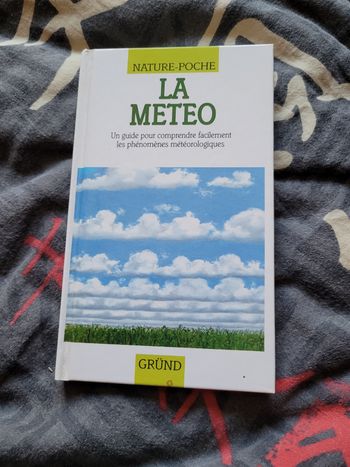 NATURE-POCHE
LA
METEO
Un guide pour comprendre facilement
les phénomènes météorologiques
GRÜND